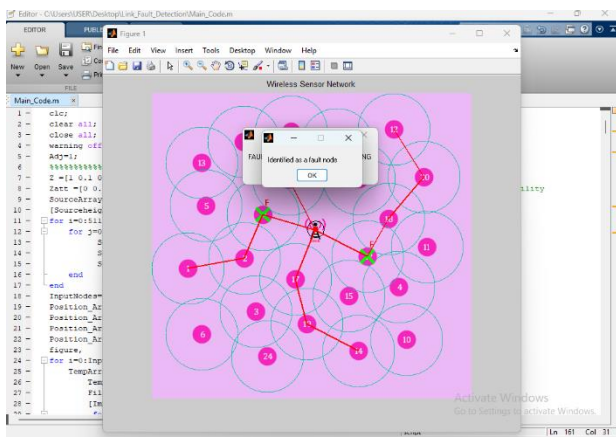 Editor - C:\Users\USER\Desktop\Link_Fault_Detection\Main_Code.m
EDITOR
PUBL
Figure 1
File Edit View Insert Tools Desktop Window Help
New Open Save
FILE
Main_Code.m
Wireless Sensor Network
1 - clc;
2 - clear all;
3 - close all;
4 - warning off
5 - Adj=1;
6
7 - Z =[1 0.1 0
8 - Zatt =[0 0.
9 - SourceArray
10 - [Sourceheig
11 - for i=0:fil
12 - for j=0
13 - S
14 - S
15 - S
16 - end
17 - end
18 - InputNodes=
19 - Position_Ar
20 - Position_Ar
21 - Position_Ar
22 - Position_Ar
23 - figure,
24 - for i=0:Inp
25 - TempArr
26 - Tem
27 - Fil
28 - [Im
ility
FAUL
NG
Identified as a fault node
OK
13
13
20
5
F
18
F
11
2
1
17
15
4
3
19
6
10
14
24
Activate Windows
Go to Settings to activate Windows.
script
Ln 161 Col 31